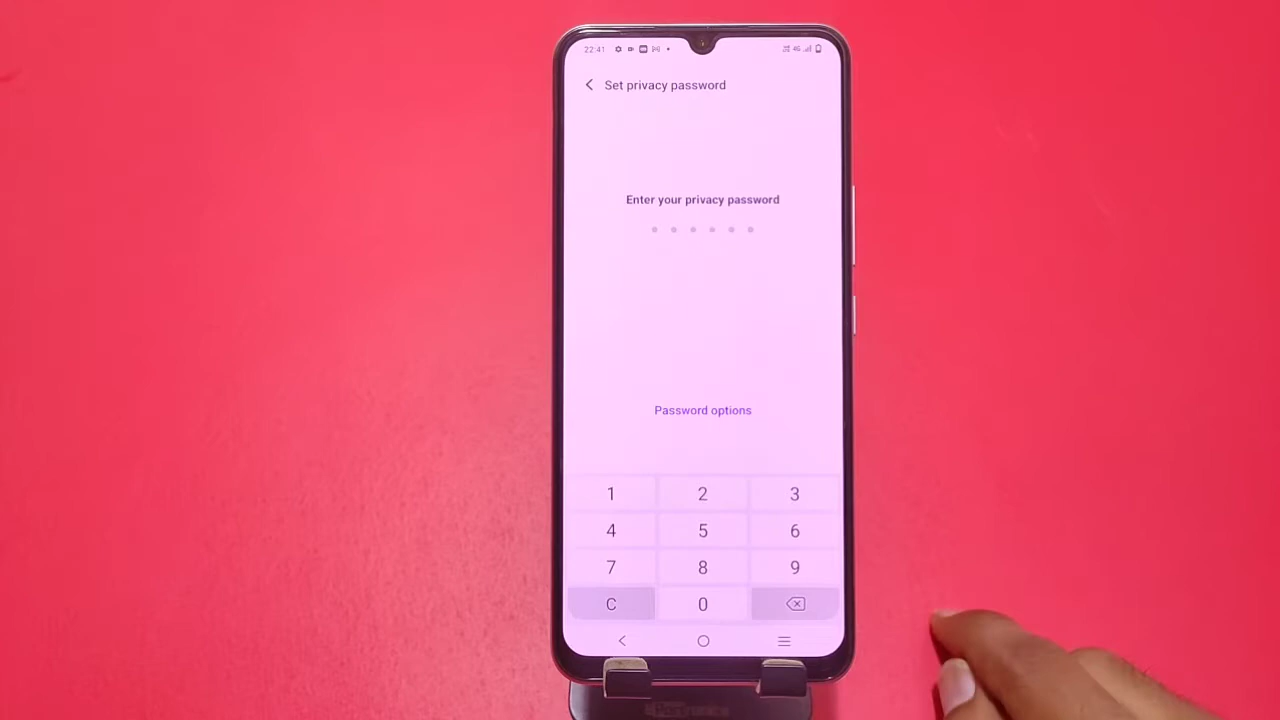 22:41
Set privacy password
Enter your privacy password
Password options
1 2 3
4 5 6
7 8 9
C 0
Portronics